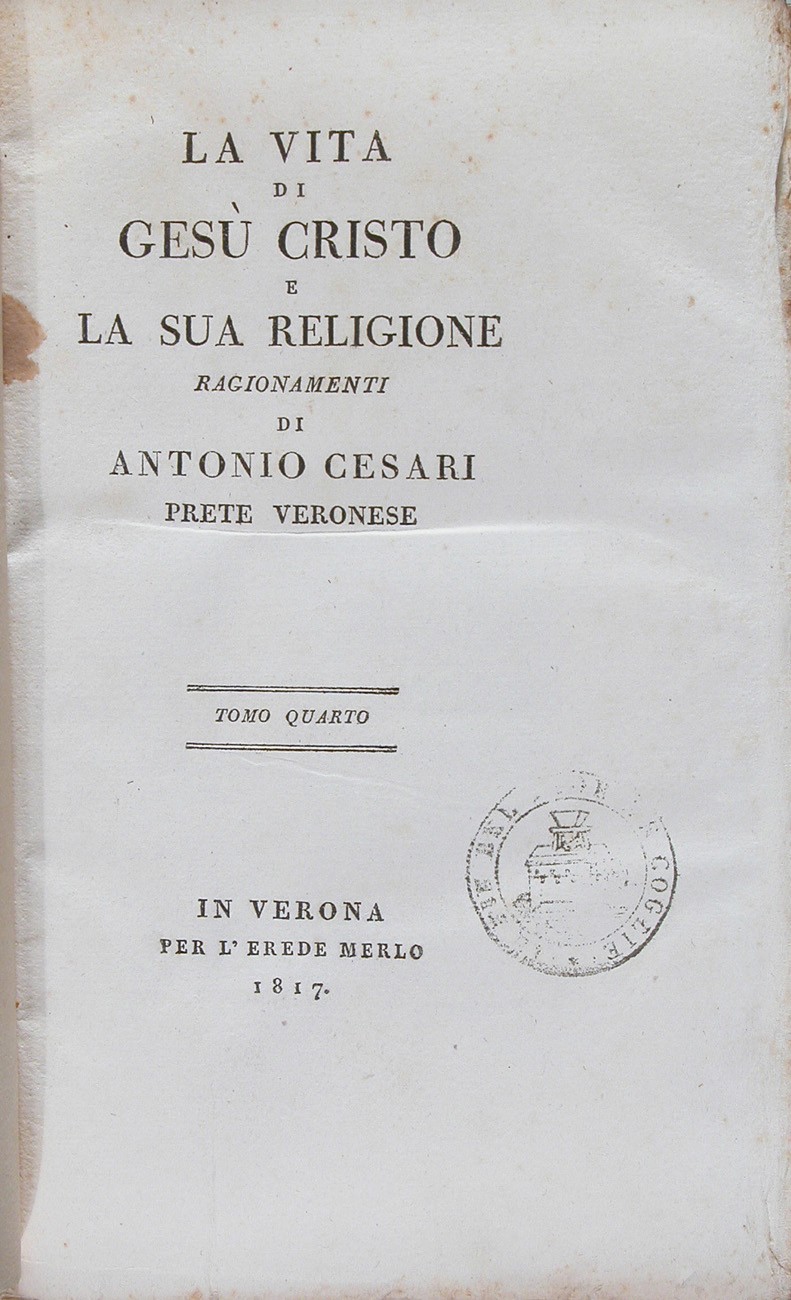 LA VITA
DI
GESÙ CRISTO
E
LA SUA RELIGIONE
RAGIONAMENTI
DI
ANTONIO CESARI
PRETE VERONESE
TOMO QUARTO
IN VERONA
PER L' EREDE MERLO
1817.
COGLIE